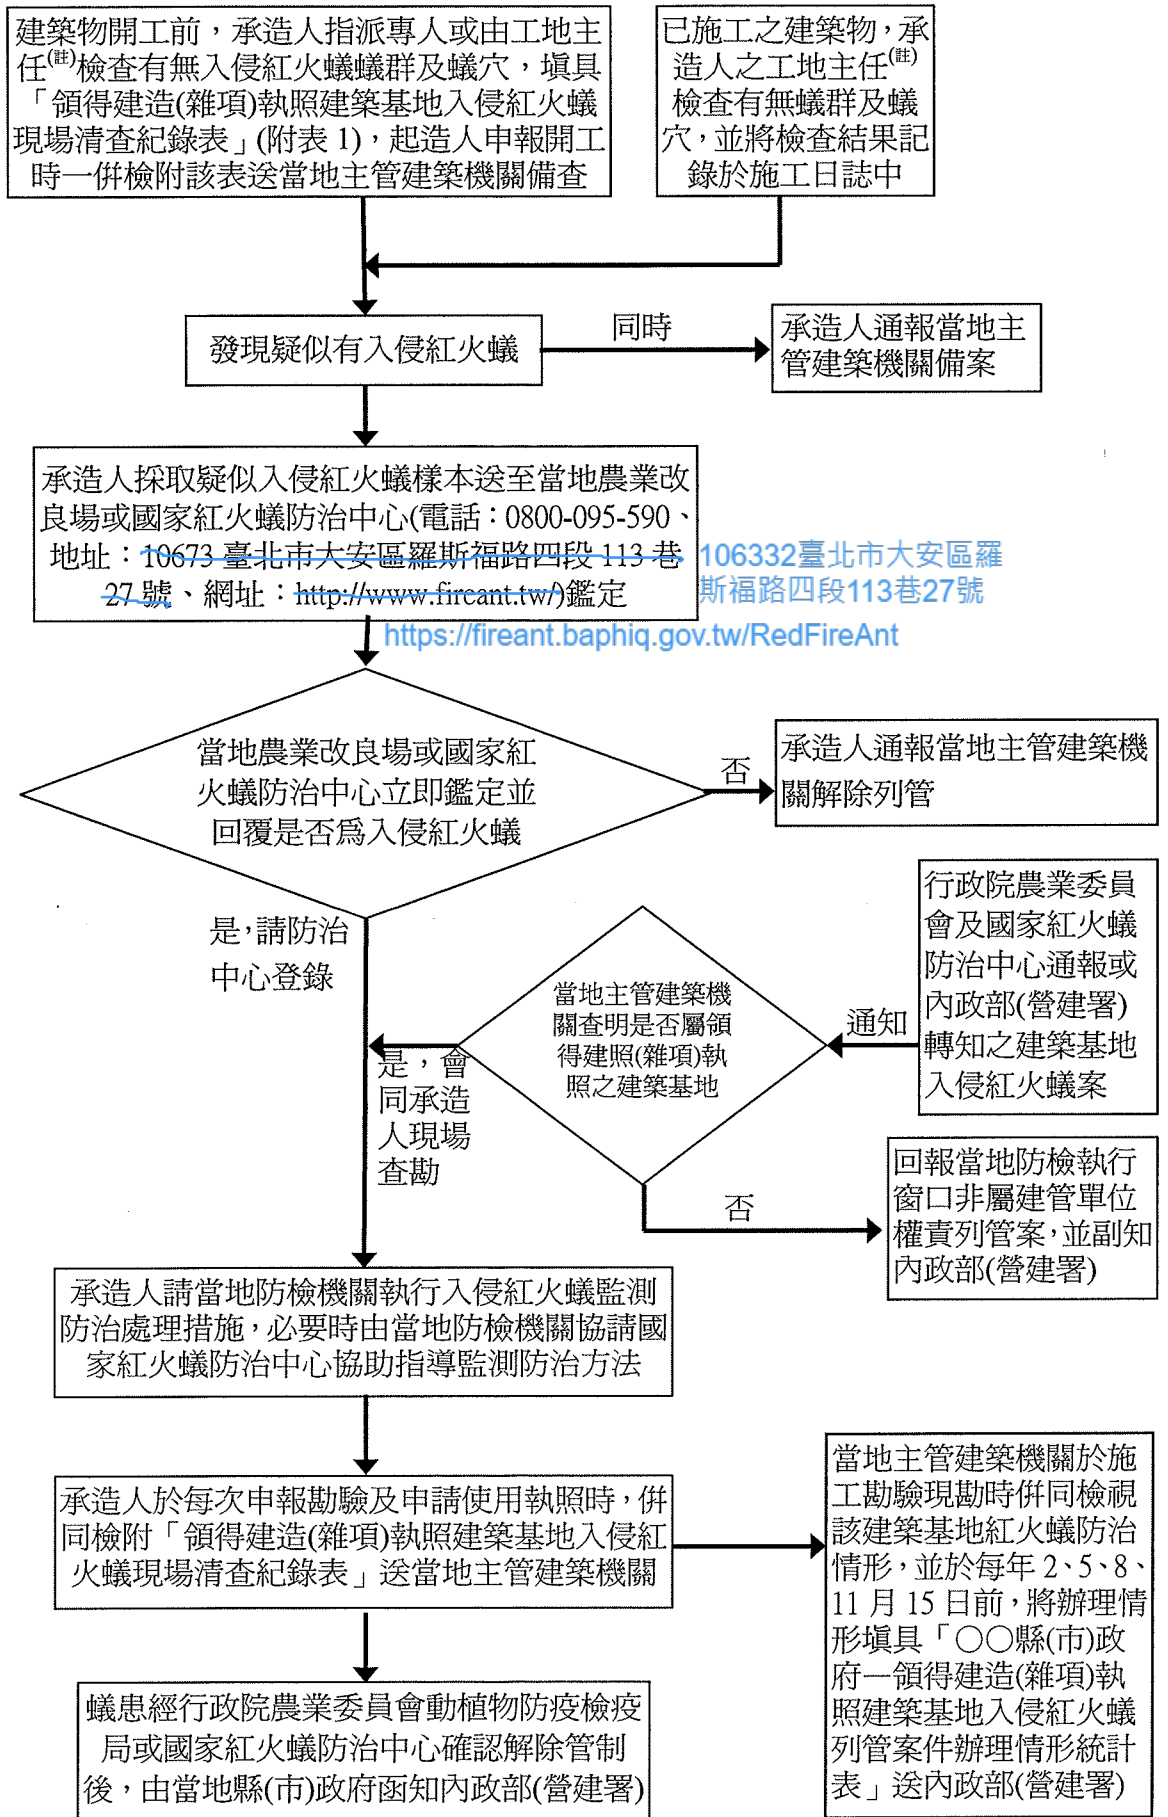 建築物開工前，承造人指派專人或由工地主
任(註)檢查有無入侵紅火蟻蟻群及蟻穴，填具
「領得建造(雜項)執照建築基地入侵紅火蟻
現場清查紀錄表」(附表 1)，起造人申報開工
時一併檢附該表送當地主管建築機關備查
已施工之建築物，承
造人之工地主任(註)
檢查有無蟻群及蟻
穴，並將檢查結果記
錄於施工日誌中
發現疑似有入侵紅火蟻
同時
承造人通報當地主
管建築機關備案
承造人採取疑似入侵紅火蟻樣本送至當地農業改
良場或國家紅火蟻防治中心(電話：0800-095-590、
地址：10673 臺北市大安區羅斯福路四段 113 巷
27 號、網址：http://www.fireant.tw/)鑑定
106332臺北市大安區羅
斯福路四段113巷27號
https://fireant.baphiq.gov.tw/RedFireAnt
當地農業改良場或國家紅
火蟻防治中心立即鑑定並
回覆是否為入侵紅火蟻
否
承造人通報當地主管建築機
關解除列管
是，請防治
中心登錄
行政院農業委員
會及國家紅火蟻
防治中心通報或
內政部(營建署)
轉知之建築基地
入侵紅火蟻案
通知
當地主管建築機
關查明是否屬領
得建照(雜項)執
照之建築基地
是，會
同承造
人現場
查勘
否
回報當地防檢執行
窗口非屬建管單位
權責列管案，並副知
內政部(營建署)
承造人請當地防檢機關執行入侵紅火蟻監測
防治處理措施，必要時由當地防檢機關協請國
家紅火蟻防治中心協助指導監測防治方法
承造人於每次申報勘驗及申請使用執照時，併
同檢附「領得建造(雜項)執照建築基地入侵紅
火蟻現場清查紀錄表」送當地主管建築機關
當地主管建築機關於施
工勘驗現勘時併同檢視
該建築基地紅火蟻防治
情形，並於每年 2、5、8、
11 月 15 日前，將辦理情
形填具「○○縣(市)政
府—領得建造(雜項)執
照建築基地入侵紅火蟻
列管案件辦理情形統計
表」送內政部(營建署)
蟻患經行政院農業委員會動植物防疫檢疫
局或國家紅火蟻防治中心確認解除管制
後，由當地縣(市)政府函知內政部(營建署)